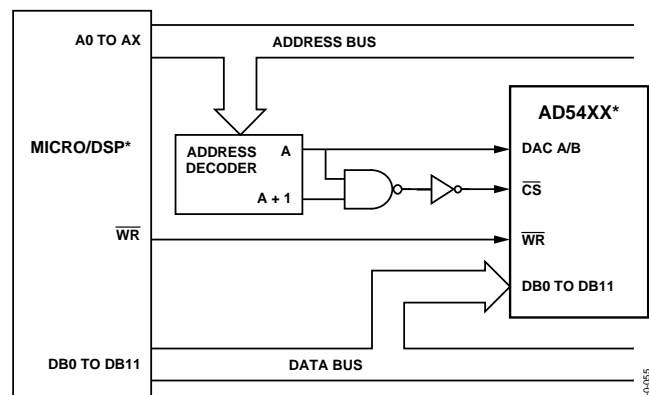 A0 TO AX
ADDRESS BUS
AD54XX*
MICRO/DSP*
ADDRESS
DECODER
A
A + 1
DAC A/B
CS
WR
WR
DB0 TO DB11
DB0 TO DB11
DATA BUS